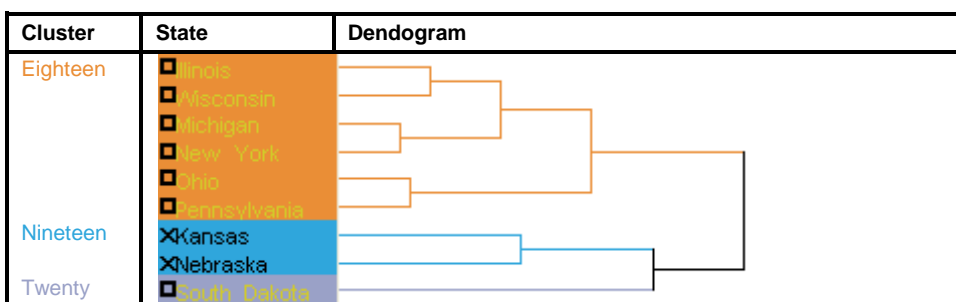 Cluster State Dendogram
Eighteen Illinois
Wisconsin
Michigan
New York
Ohio
Pennsylvania
Nineteen Kansas
Nebraska
Twenty South Dakota